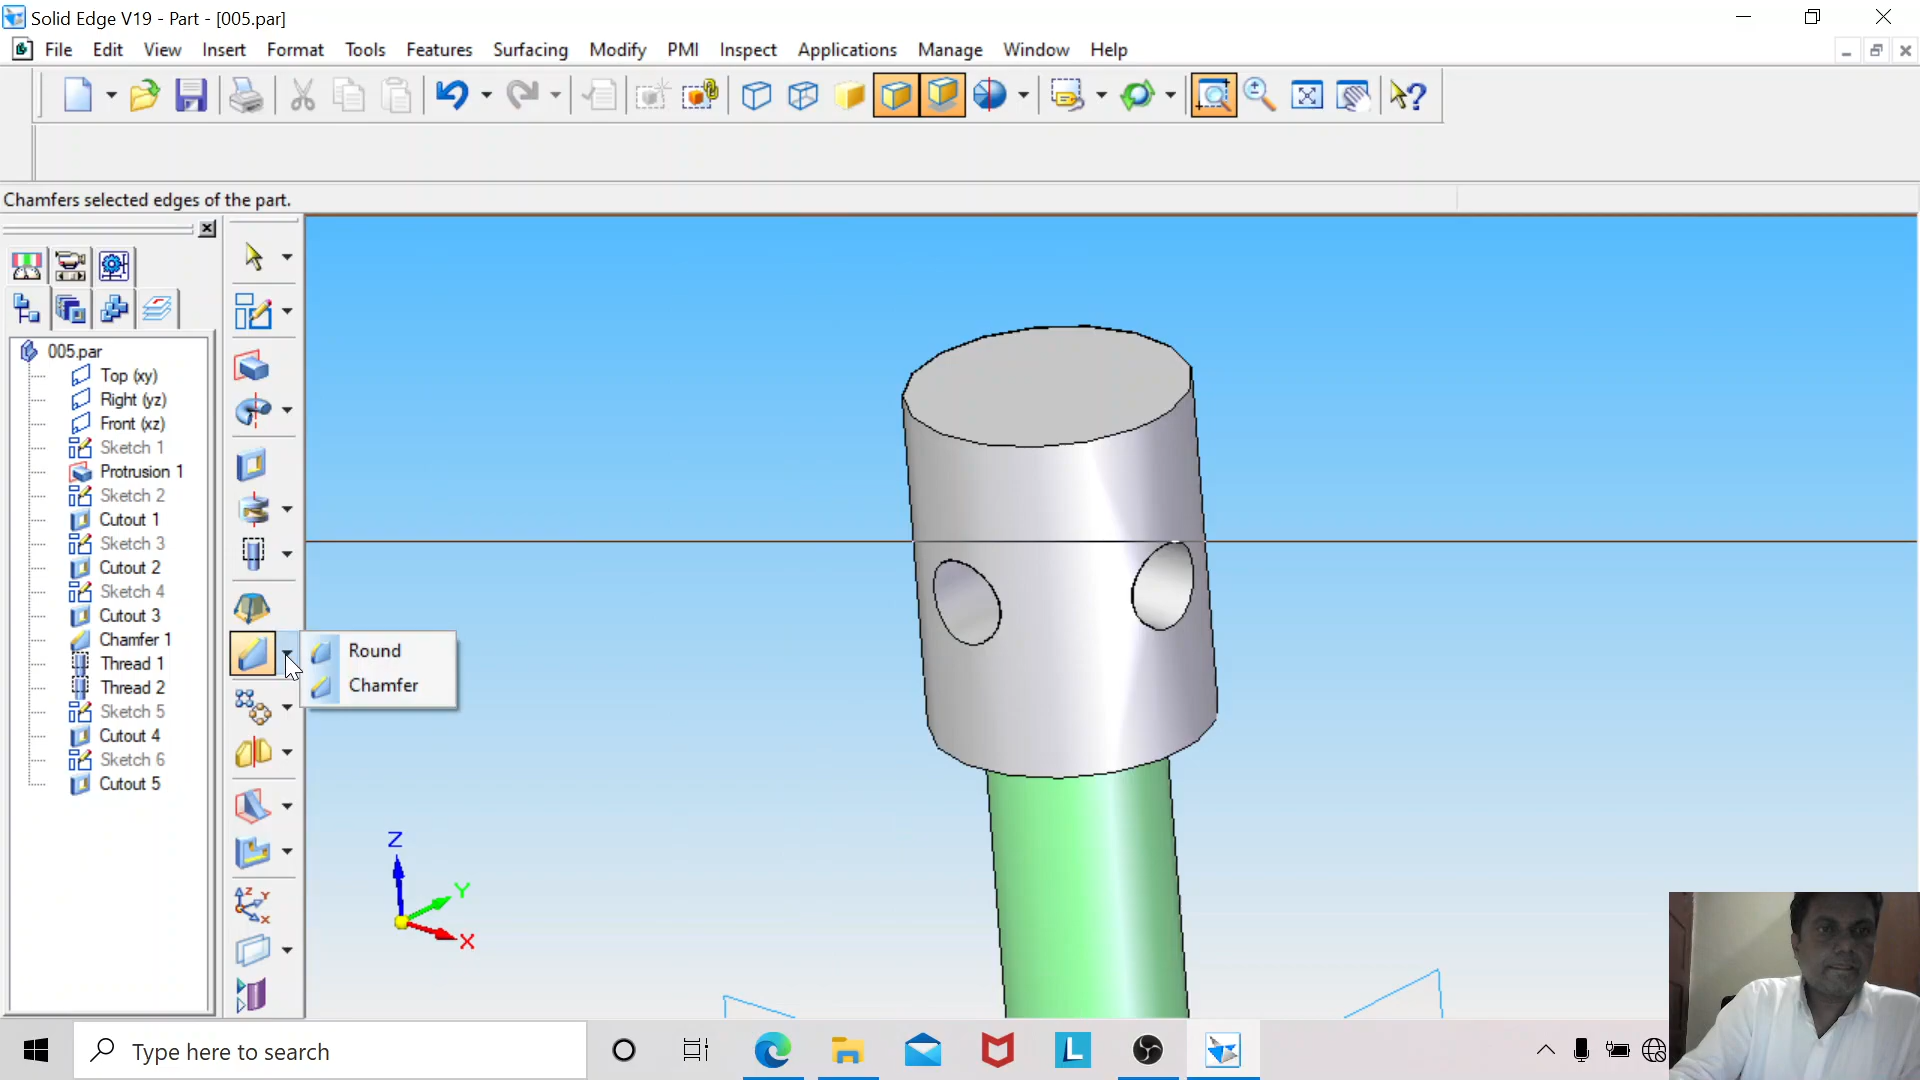 Solid Edge V19 - Part - [005.par]
File Edit View Insert Format Tools Features Surfacing Modify PMI Inspect Applications Manage Window Help
Chamfers selected edges of the part.
005.par
Top (xy)
Right (yz)
Front (xz)
Sketch 1
Protrusion 1
Sketch 2
Cutout 1
Sketch 3
Cutout 2
Sketch 4
Cutout 3
Chamfer 1
Thread 1
Thread 2
Sketch 5
Cutout 4
Sketch 6
Cutout 5
Round
Chamfer
Z
Y
X
Type here to search